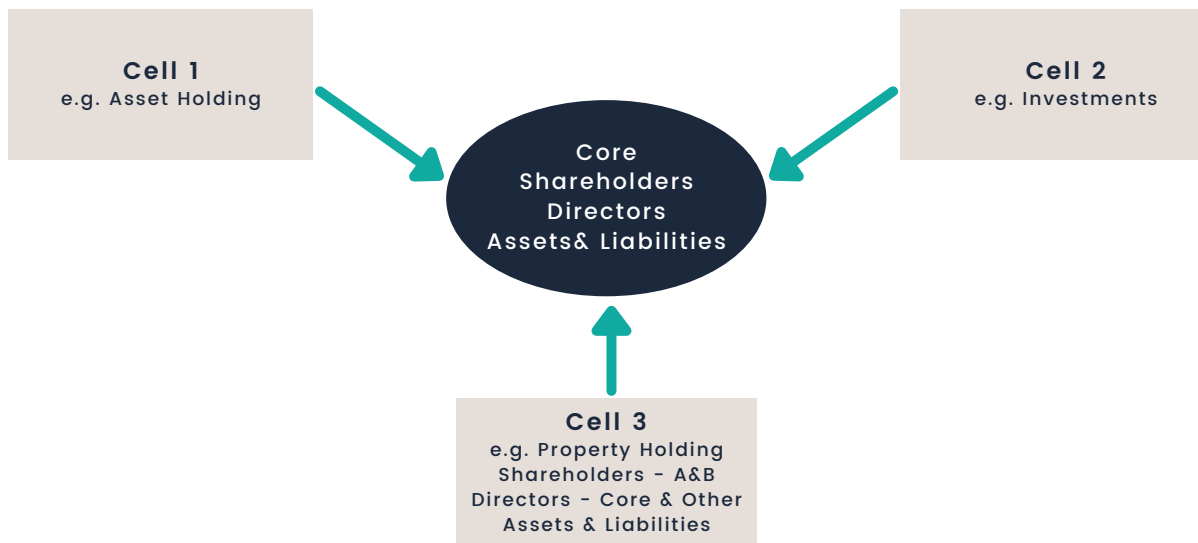 Cell 1
e.g. Asset Holding
Cell 2
e.g. Investments
Core
Shareholders
Directors
Assets& Liabilities
Cell 3
e.g. Property Holding
Shareholders - A&B
Directors - Core & Other
Assets & Liabilities